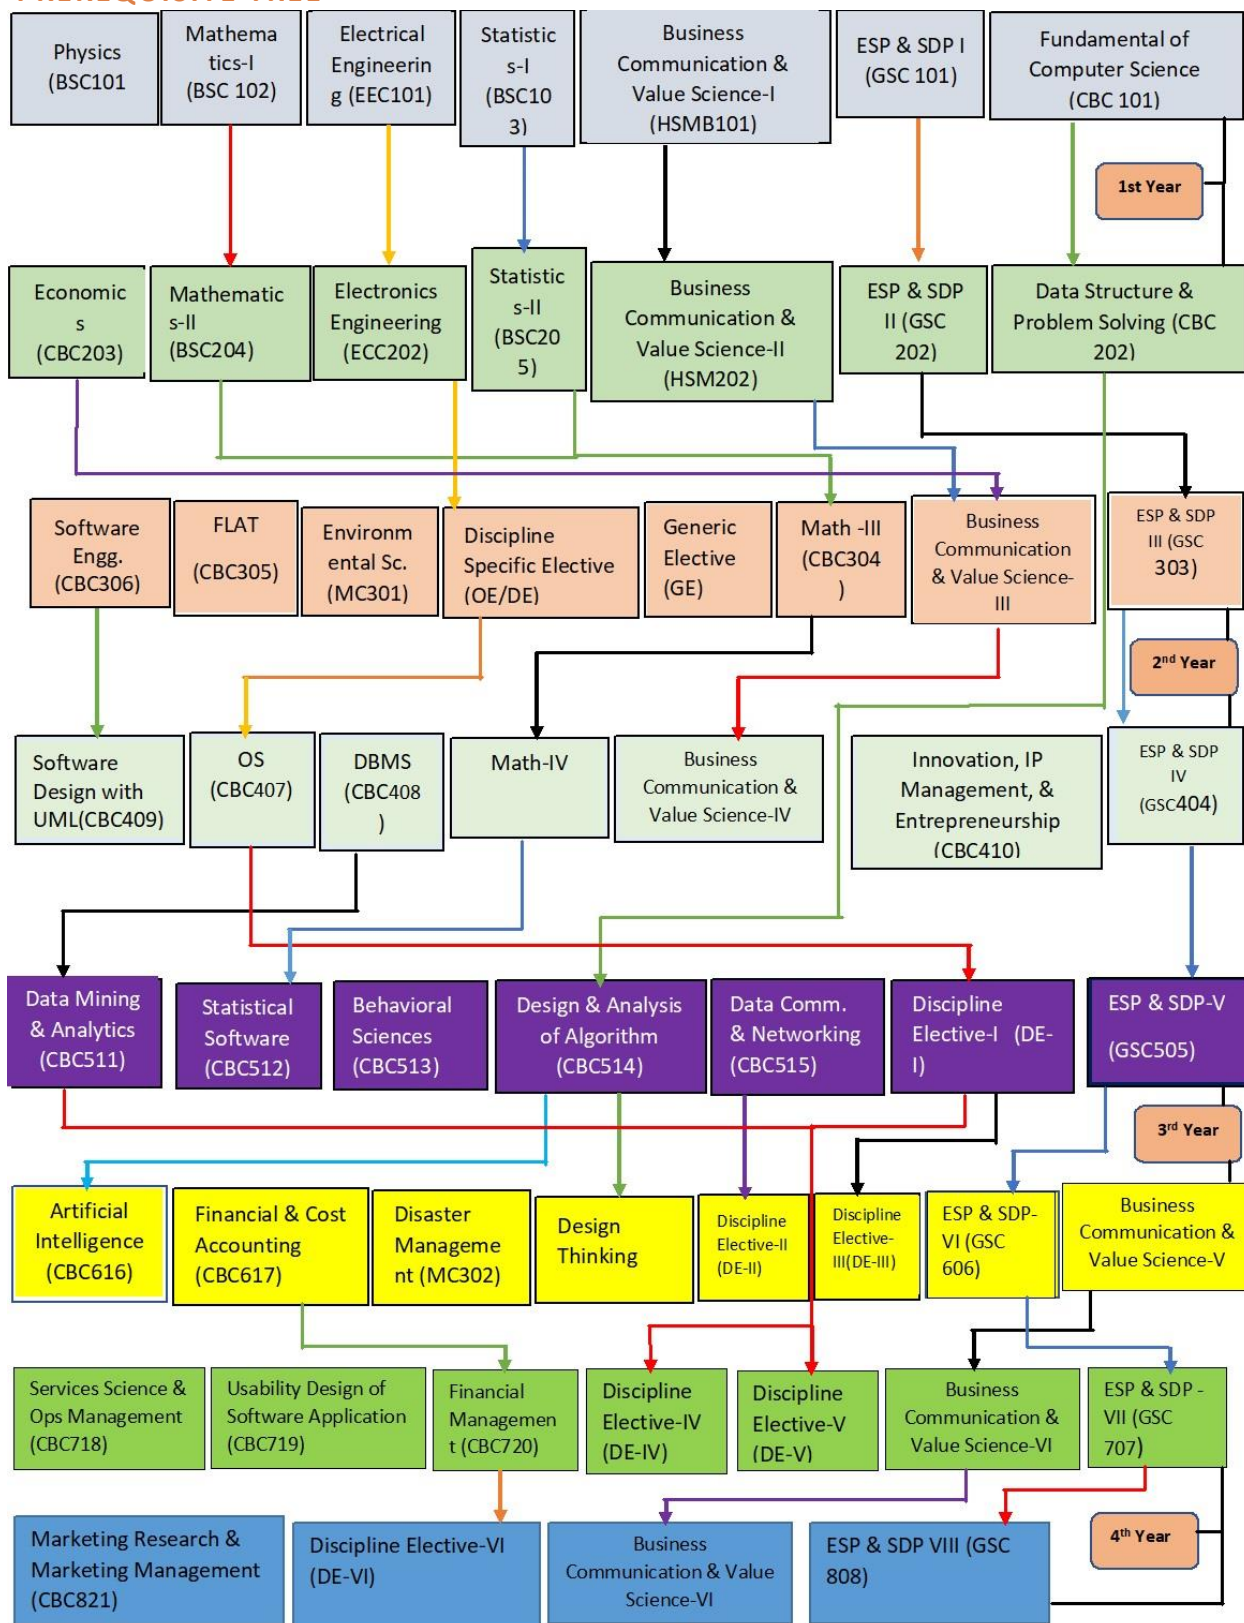 PREREQUISITE TREE
Physics
(BSC101
Mathema
tics-I
(BSC 102)
Electrical
Engineerin
g (EEC101)
Statistic
s-I
(BSC10
3)
Business
Communication &
Value Science-I
(HSMB101)
ESP & SDP I
(GSC 101)
Fundamental of
Computer Science
(CBC 101)
1st Year
Economic
s
(CBC203)
Mathematic
s-II
(BSC204)
Electronics
Engineering
(ECC202)
Statistic
s-II
(BSC20
5)
Business
Communication &
Value Science-II
(HSM202)
ESP & SDP
II (GSC
202)
Data Structure &
Problem Solving (CBC
202)
Software
Engg.
(CBC306)
FLAT
(CBC305)
Environm
ental Sc.
(MC301)
Discipline
Specific Elective
(OE/DE)
Generic
Elective
(GE)
Math -III
(CBC304
)
Business
Communication
& Value Science-
III
ESP & SDP
III (GSC
303)
2nd Year
Software
Design with
UML(CBC409)
OS
(CBC407)
DBMS
(CBC408
)
Math-IV
Business
Communication &
Value Science-IV
Innovation, IP
Management, &
Entrepreneurship
(CBC410)
ESP & SDP
IV
(GSC404)
Data Mining
& Analytics
(CBC511)
Statistical
Software
(CBC512)
Behavioral
Sciences
(CBC513)
Design & Analysis
of Algorithm
(CBC514)
Data Comm.
& Networking
(CBC515)
Discipline
Elective-I (DE-
I)
ESP & SDP-V
(GSC505)
3rd Year
Artificial
Intelligence
(CBC616)
Financial & Cost
Accounting
(CBC617)
Disaster
Manageme
nt (MC302)
Design
Thinking
Discipline
Elective-II
(DE-II)
Discipline
Elective-
III(DE-III)
ESP & SDP-
VI (GSC
606)
Business
Communication &
Value Science-V
Services Science &
Ops Management
(CBC718)
Usability Design of
Software Application
(CBC719)
Financial
Managemen
t (CBC720)
Discipline
Elective-IV
(DE-IV)
Discipline
Elective-V
(DE-V)
Business
Communication &
Value Science-VI
ESP & SDP -
VII (GSC
707)
4th Year
Marketing Research &
Marketing Management
(CBC821)
Discipline Elective-VI
(DE-VI)
Business
Communication & Value
Science-VI
ESP & SDP VIII (GSC
808)